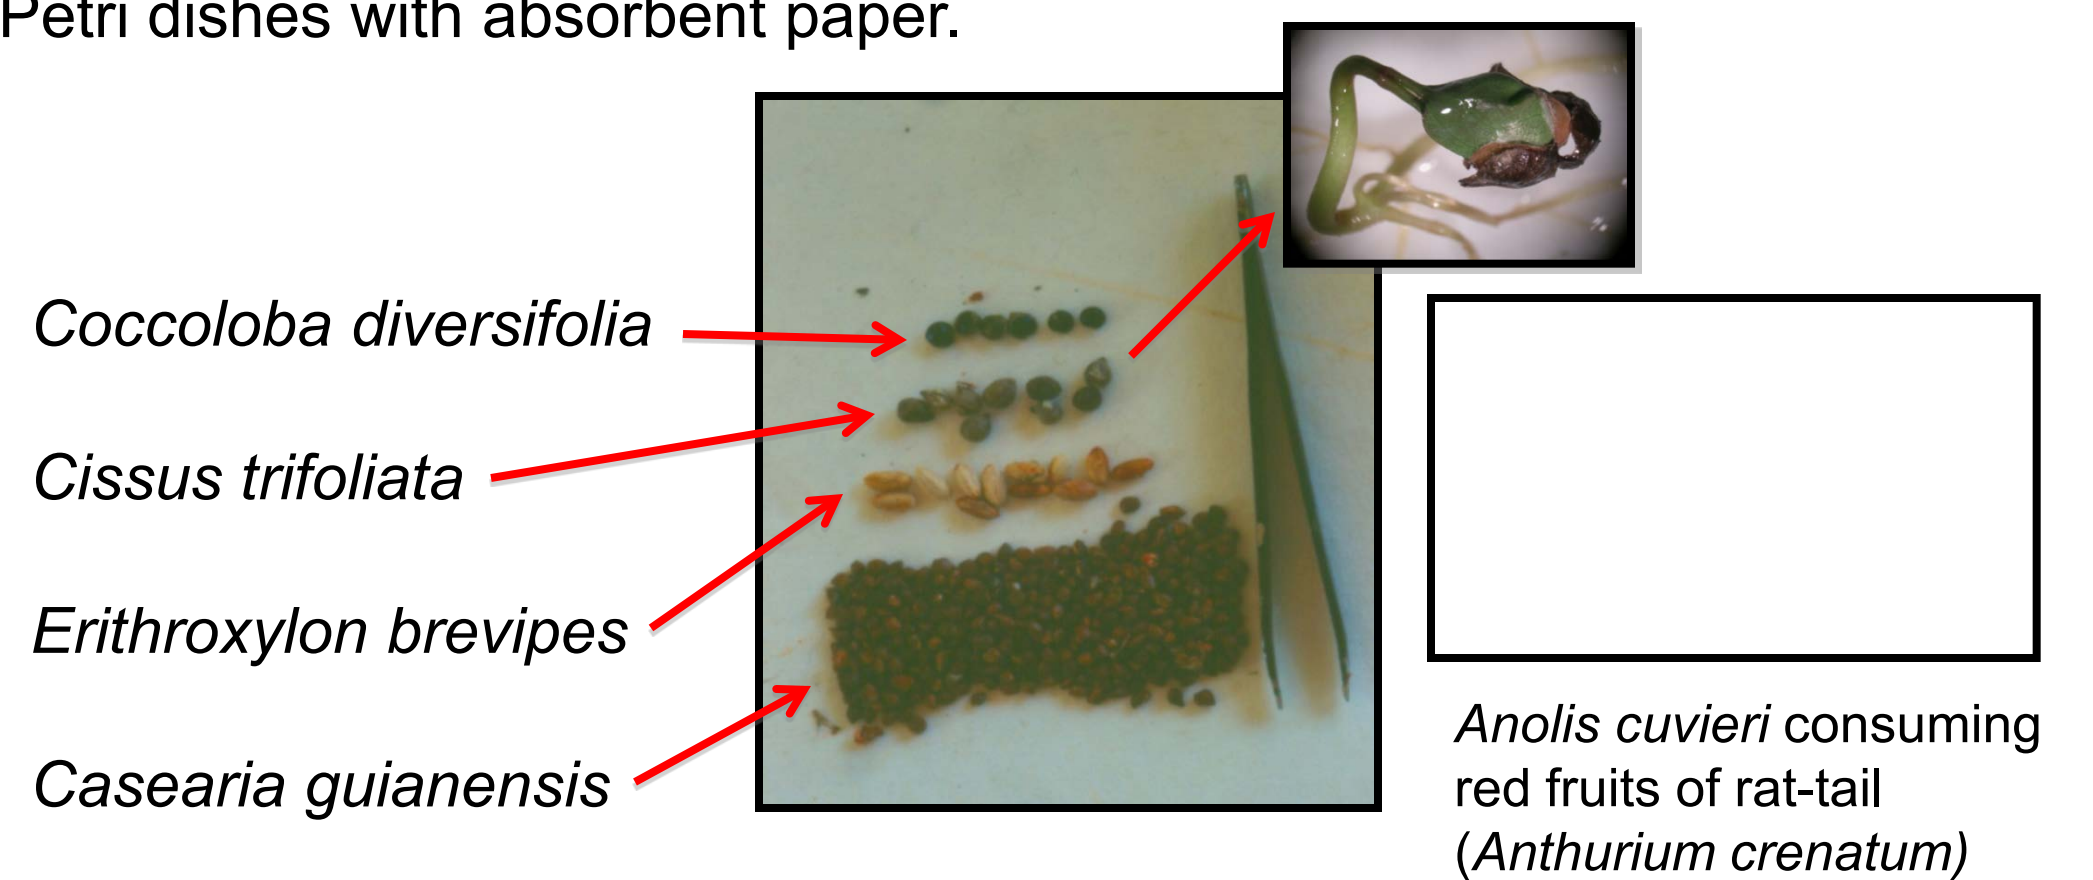 Petri dishes with absorbent paper.
Coccoloba diversifolia
Cissus trifoliata
Erithroxylon brevipes
Casearia guianensis
Anolis cuvieri consuming
red fruits of rat-tail
(Anthurium crenatum)